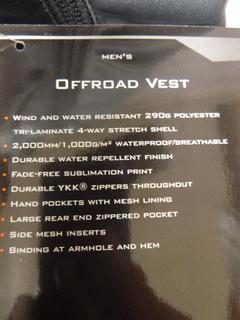 MEN'S
OFFROAD VEST
• WIND AND WATER RESISTANT 290G POLYESTER
TRI-LAMINATE 4-WAY STRETCH SHELL
• 2,000MM/1,000G/M² WATERPROOF/BREATHABLE
• DURABLE WATER REPELLENT FINISH
• FADE-FREE SUBLIMATION PRINT
• DURABLE YKK® ZIPPERS THROUGHOUT
• HAND POCKETS WITH MESH LINING
• LARGE REAR END ZIPPERED POCKET
• SIDE MESH INSERTS
• BINDING AT ARMHOLE AND HEM